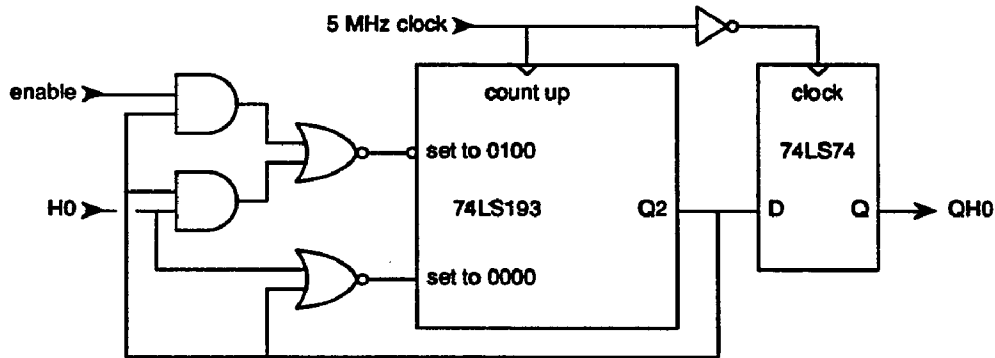 5 MHz clock
enable
count up
clock
set to 0100
74LS74
H0
74LS193
Q2
D
Q
QH0
set to 0000